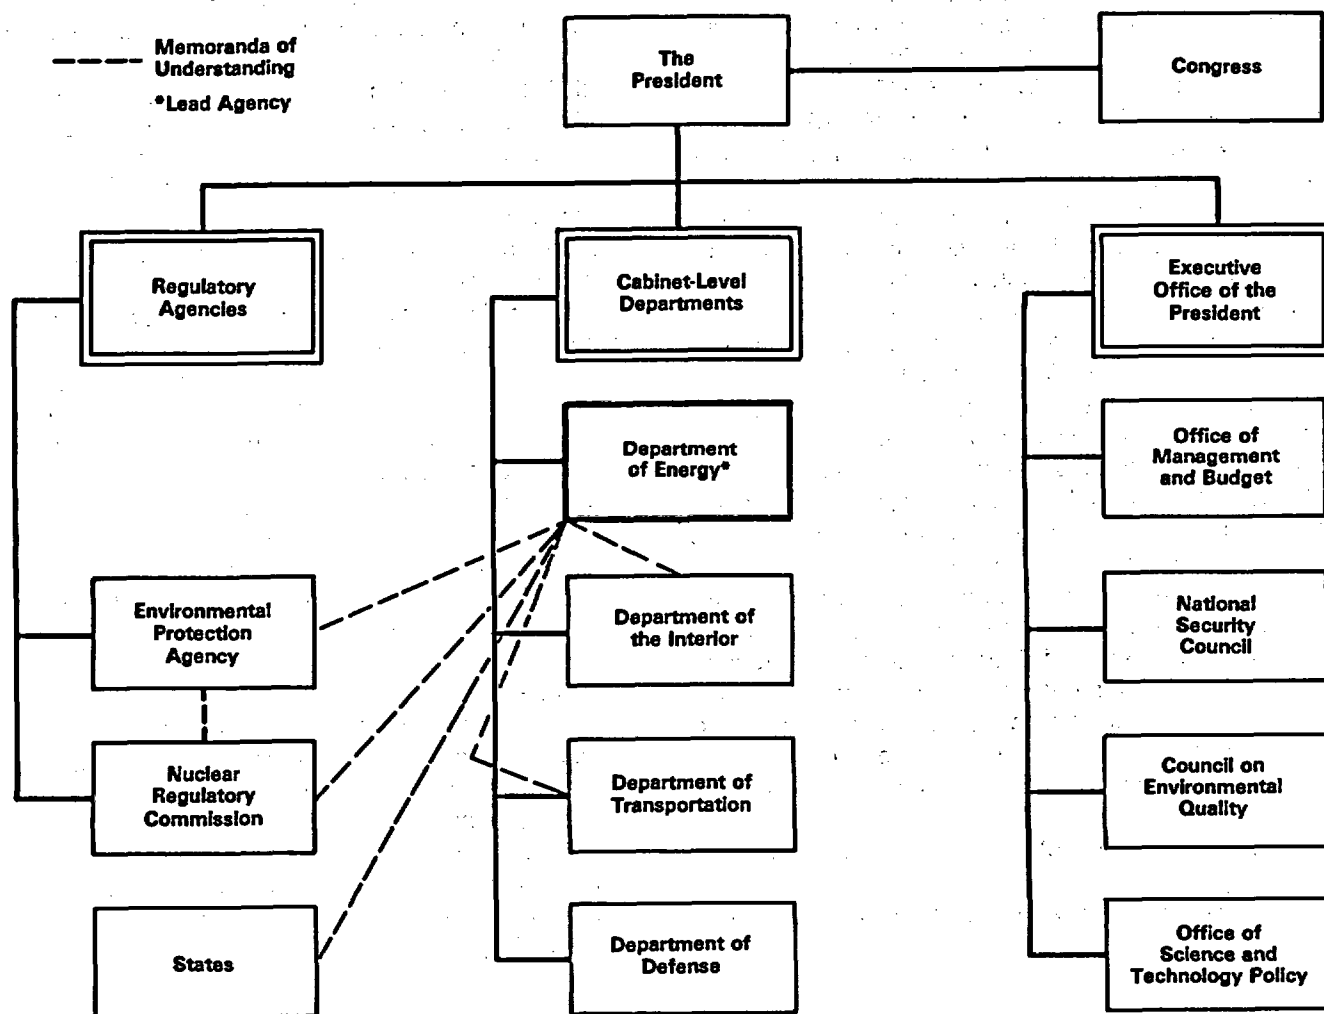 Memoranda of
Understanding
*Lead Agency
The
President
Congress
Regulatory
Agencies
Cabinet-Level
Departments
Executive
Office of the
President
Department
of Energy*
Office of
Management
and Budget
Environmental
Protection
Agency
Department of
the Interior
National
Security
Council
Nuclear
Regulatory
Commission
Department of
Transportation
Council on
Environmental
Quality
States
Department of
Defense
Office of
Science and
Technology Policy